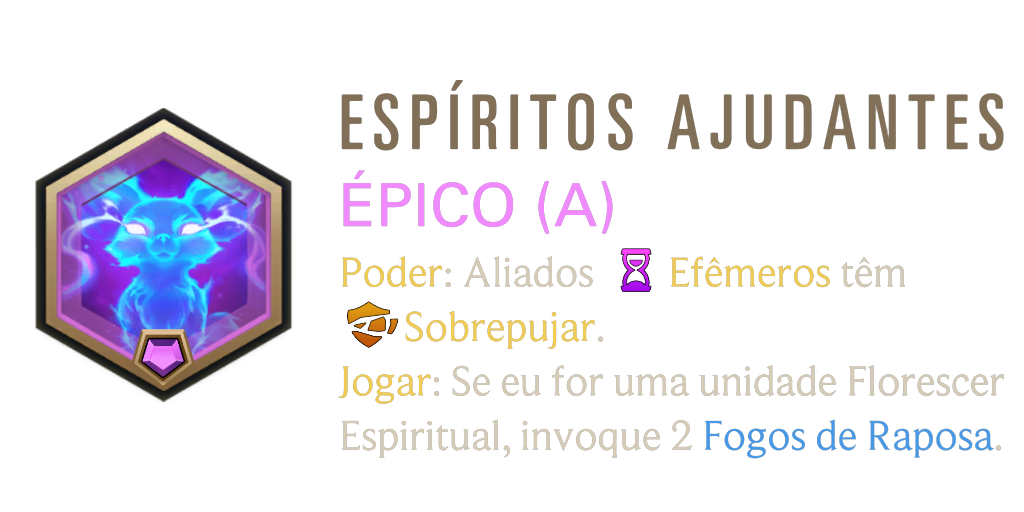 ESPÍRITOS AJUDANTES
ÉPICO (A)
Poder: Aliados Efêmeros têm
Sobrepujar.
Jogar: Se eu for uma unidade Florescer
Espiritual, invoque 2 Fogos de Raposa.